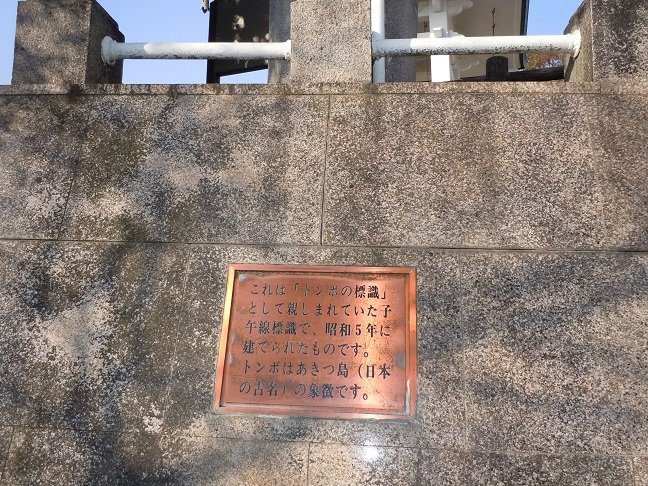 これは「トンボの標識」
として親しまれていた子
午線標識で、昭和5年に
建てられたものです。
トンボはあきつ島（日本
の古名）の象徴です。